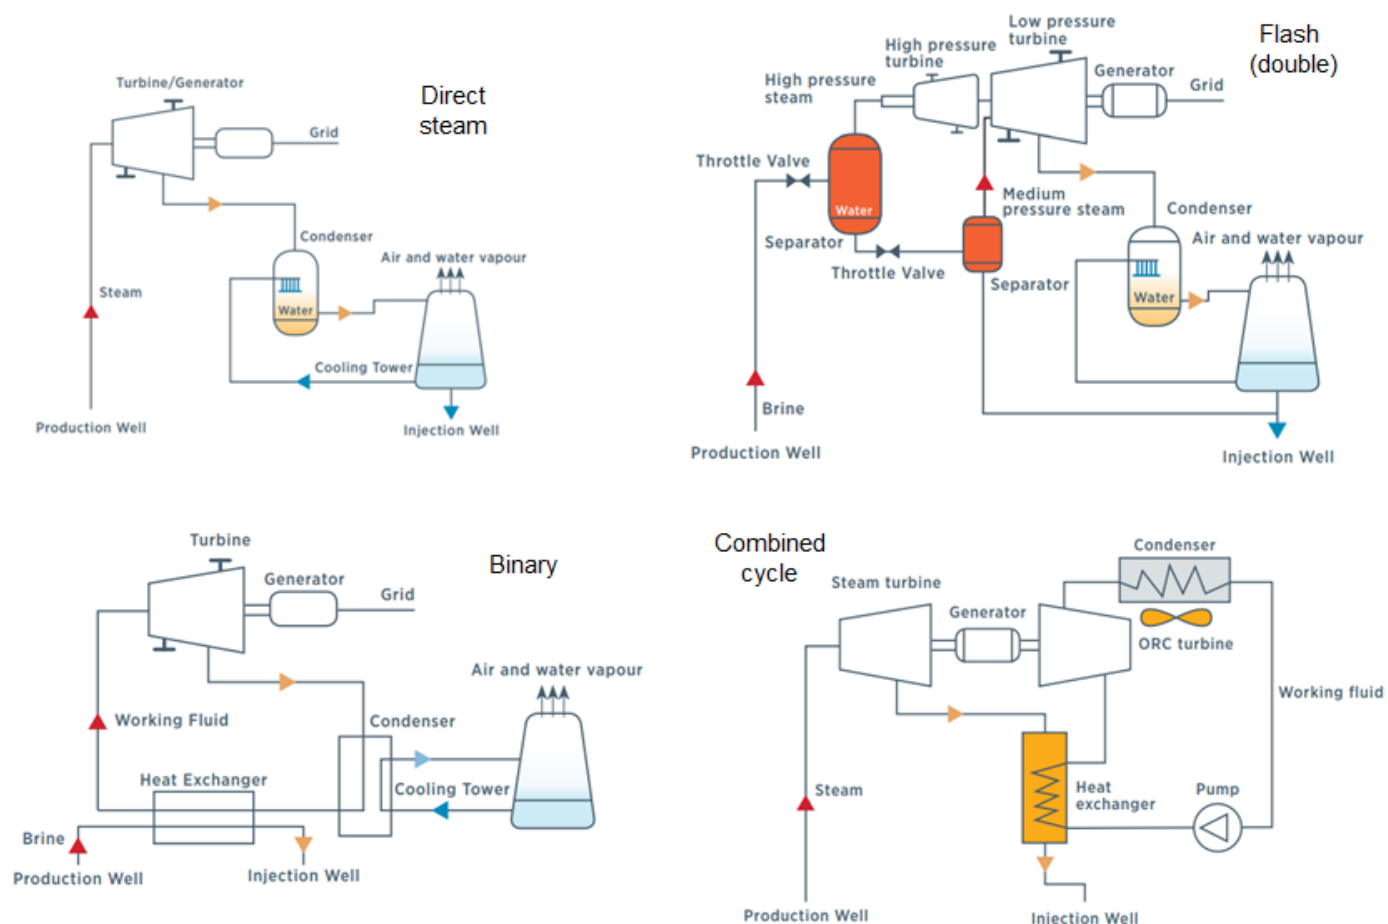 Direct
steam
Turbine/Generator
Grid
Steam
Condenser
Water
Air and water vapour
Cooling Tower
Production Well
Injection Well
Flash
(double)
Low pressure
turbine
High pressure
turbine
High pressure
steam
Generator
Grid
Throttle Valve
Water
Separator
Throttle Valve
Medium
pressure steam
Separator
Condenser
Air and water vapour
Water
Brine
Production Well
Injection Well
Binary
Turbine
Generator
Grid
Working Fluid
Condenser
Air and water vapour
Cooling Tower
Heat Exchanger
Brine
Production Well
Injection Well
Combined
cycle
Steam turbine
Generator
Condenser
ORC turbine
Working fluid
Steam
Heat
exchanger
Pump
Production Well
Injection Well